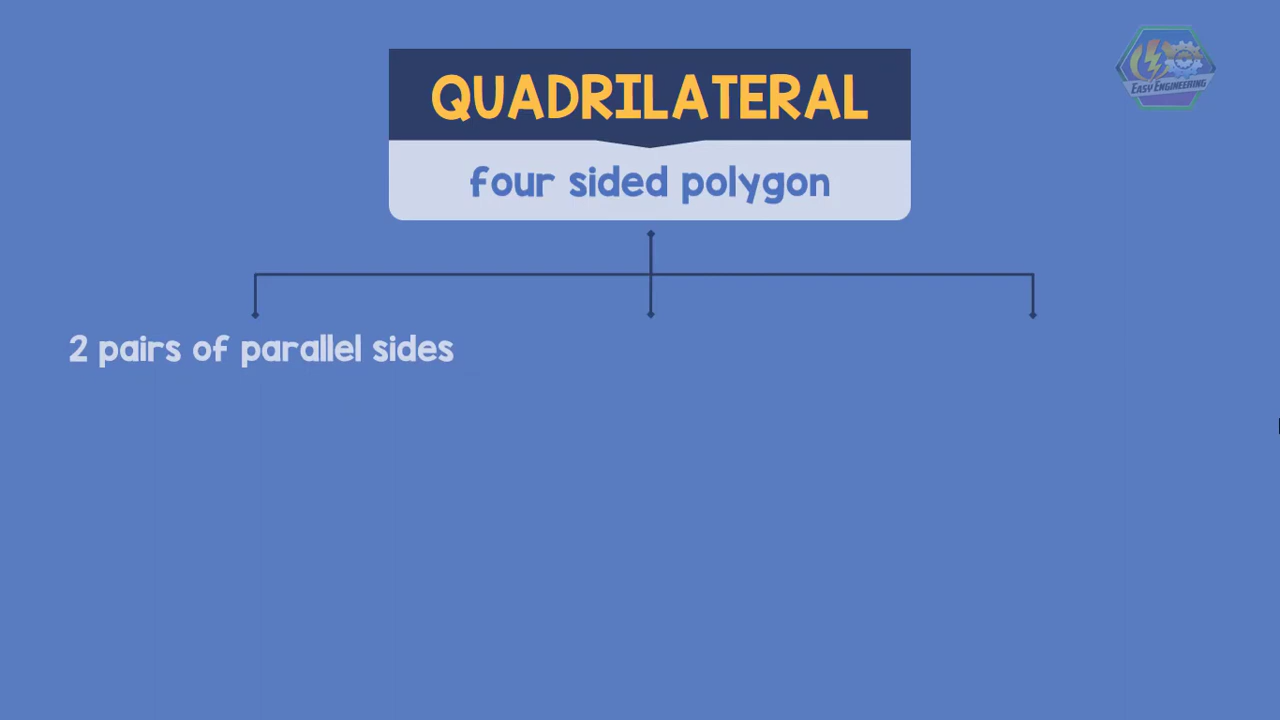 QUADRILATERAL
four sided polygon
2 pairs of parallel sides
EASY ENGINEERING